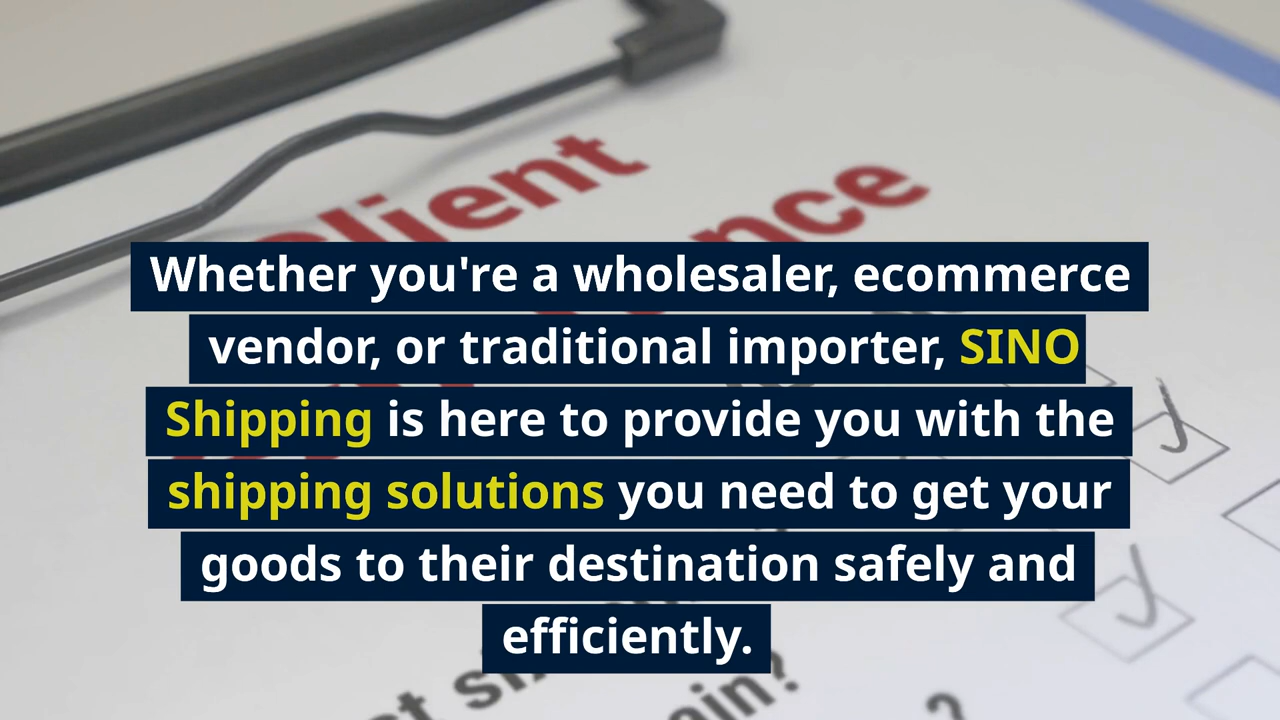 Client
Whether you're a wholesaler, ecommerce
vendor, or traditional importer, SINO
Shipping is here to provide you with the
shipping solutions you need to get your
goods to their destination safely and
efficiently.